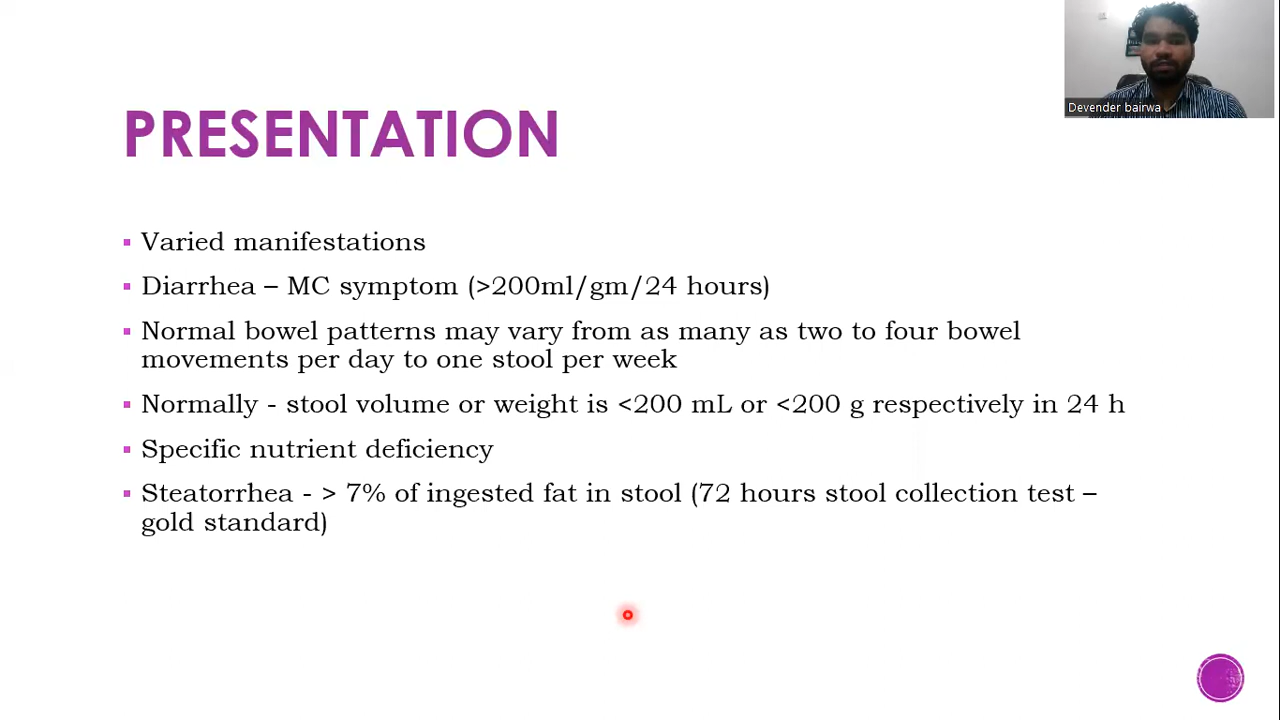 Devender bairwa
PRESENTATION
▪ Varied manifestations
▪ Diarrhea – MC symptom (>200ml/gm/24 hours)
▪ Normal bowel patterns may vary from as many as two to four bowel
movements per day to one stool per week
▪ Normally - stool volume or weight is <200 mL or <200 g respectively in 24 h
▪ Specific nutrient deficiency
▪ Steatorrhea - > 7% of ingested fat in stool (72 hours stool collection test –
gold standard)